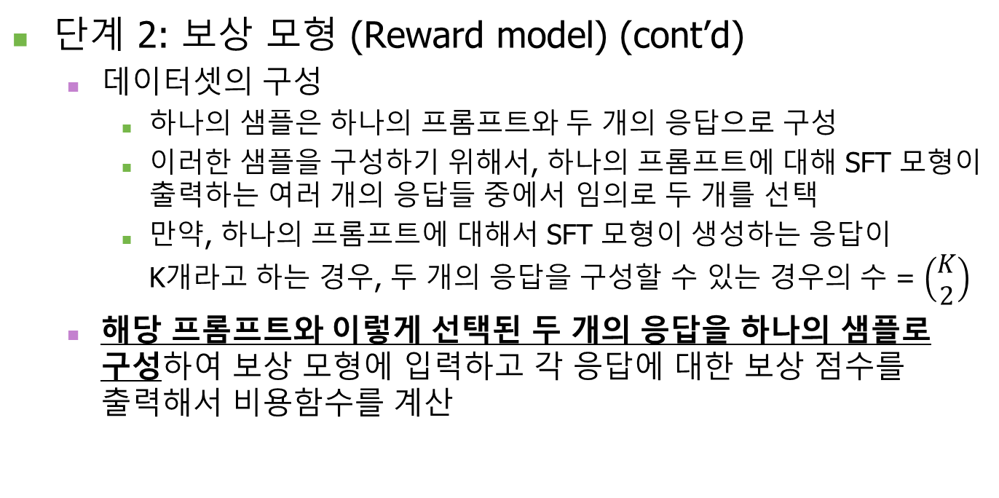 단계 2: 보상 모형 (Reward model) (cont’d)
데이터셋의 구성
하나의 샘플은 하나의 프롬프트와 두 개의 응답으로 구성
이러한 샘플을 구성하기 위해서, 하나의 프롬프트에 대해 SFT 모형이
출력하는 여러 개의 응답들 중에서 임의로 두 개를 선택
만약, 하나의 프롬프트에 대해서 SFT 모형이 생성하는 응답이
K개라고 하는 경우, 두 개의 응답을 구성할 수 있는 경우의 수 = (K 2)
해당 프롬프트와 이렇게 선택된 두 개의 응답을 하나의 샘플로
구성하여 보상 모형에 입력하고 각 응답에 대한 보상 점수를
출력해서 비용함수를 계산